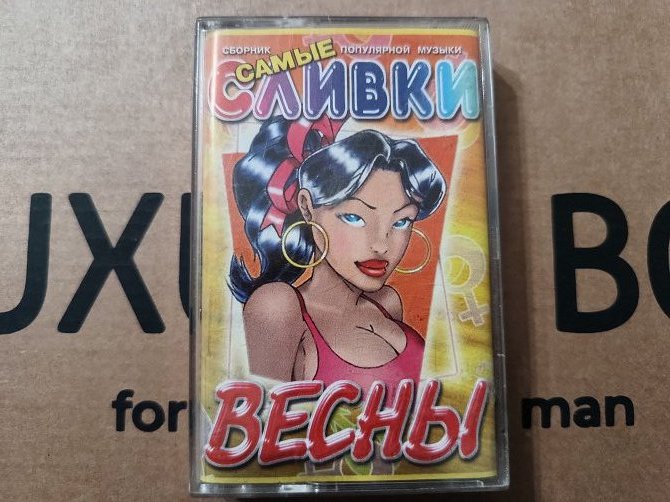 СБОРНИК ПОПУЛЯРНОЙ МУЗЫКИ
САМЫЕ
СЛИВКИ
UXU BO
for man
ВЕСНЫ